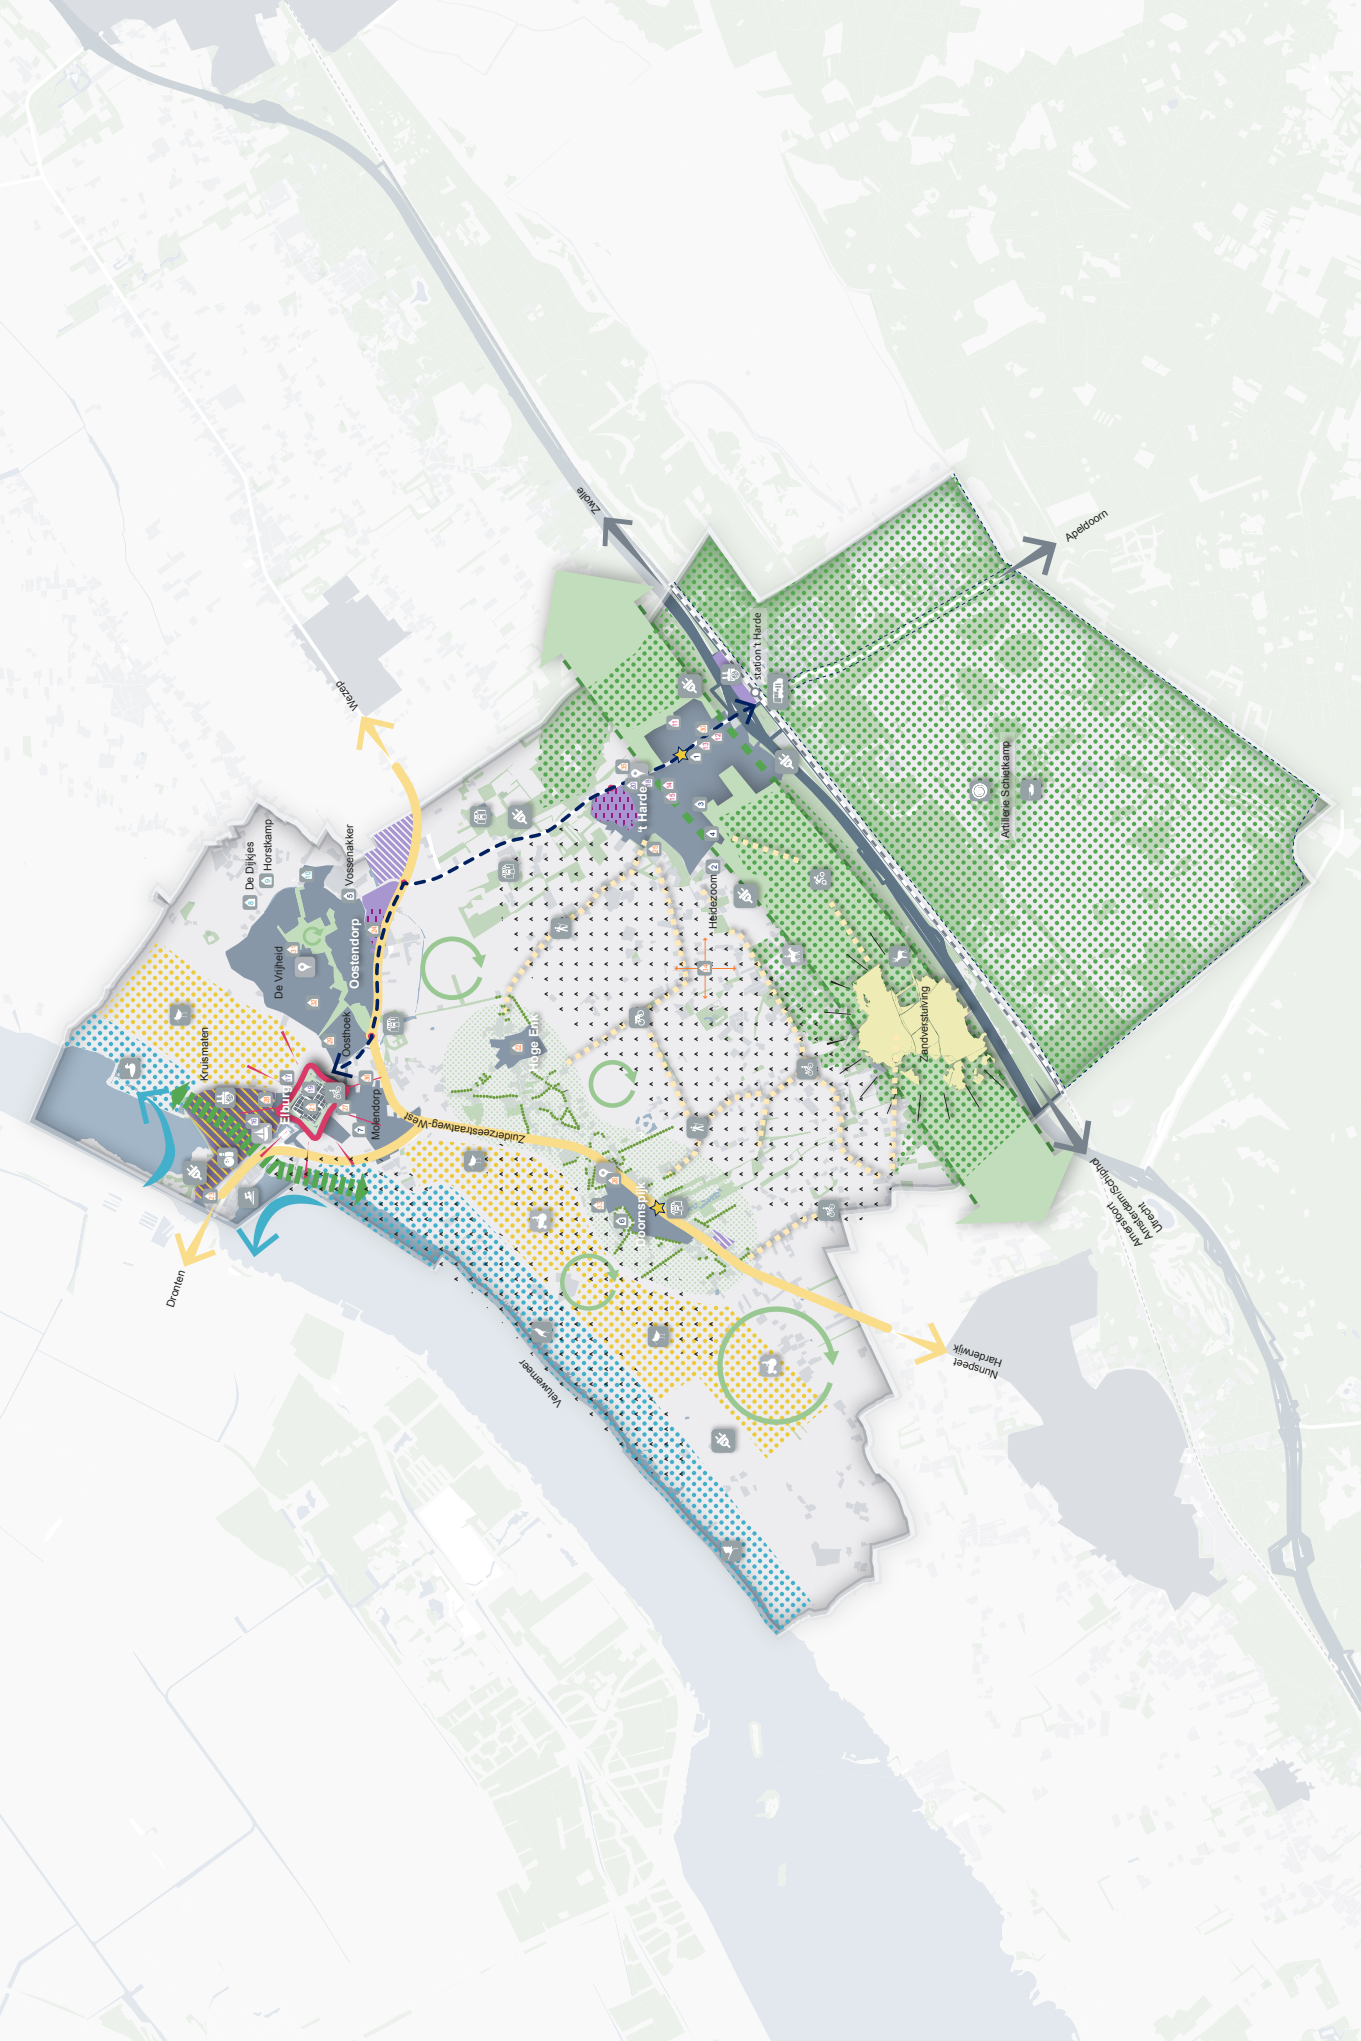 Zwolle
Apeldoorn
Wezep
station 't Harde
Artillerie Schietkamp
't Harde
De Dijkjes
Horstkamp
Vossenakker
Heidezoom
Oostendorp
De Vrijheid
Hoge Enk
Zandverstuiving
Oosthoek
Kruismaten
Elburg
Molendorp
Zuiderzeestraatweg-West
Doornspijk
Dronten
Veluwemeer
Nunspeet
Harderwijk
Amersfoort
Amsterdam/Schiphol
Utrecht